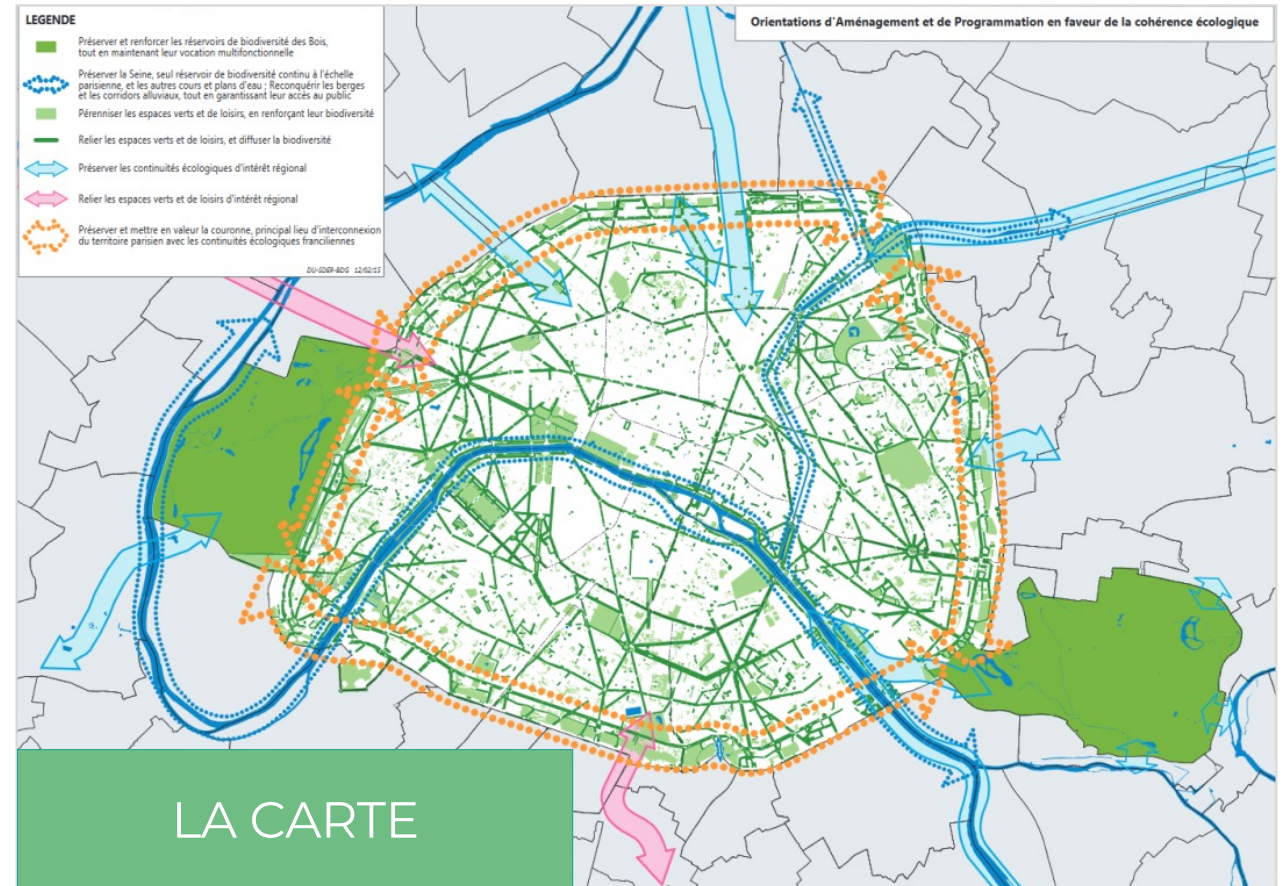 LEGENDE
Préserver et renforcer les réservoirs de biodiversité des Bois,
tout en maintenant leur vocation multifonctionnelle
Préserver la Seine, seul réservoir de biodiversité continu à l'échelle
parisienne, et les autres cours et plans d'eau ; Reconquérir les berges
et les corridors alluviaux, tout en garantissant leur accès au public
Pérenniser les espaces verts et de loisirs, en renforçant leur biodiversité
Relier les espaces verts et de loisirs, et diffuser la biodiversité
Préserver les continuités écologiques d'intérêt régional
Relier les espaces verts et de loisirs d'intérêt régional
Préserver et mettre en valeur la couronne, principal lieu d'interconnexion
du territoire parisien avec les continuités écologiques franciliennes
DU-SDER-BDG 12/02/15
Orientations d'Aménagement et de Programmation en faveur de la cohérence écologique
LA CARTE